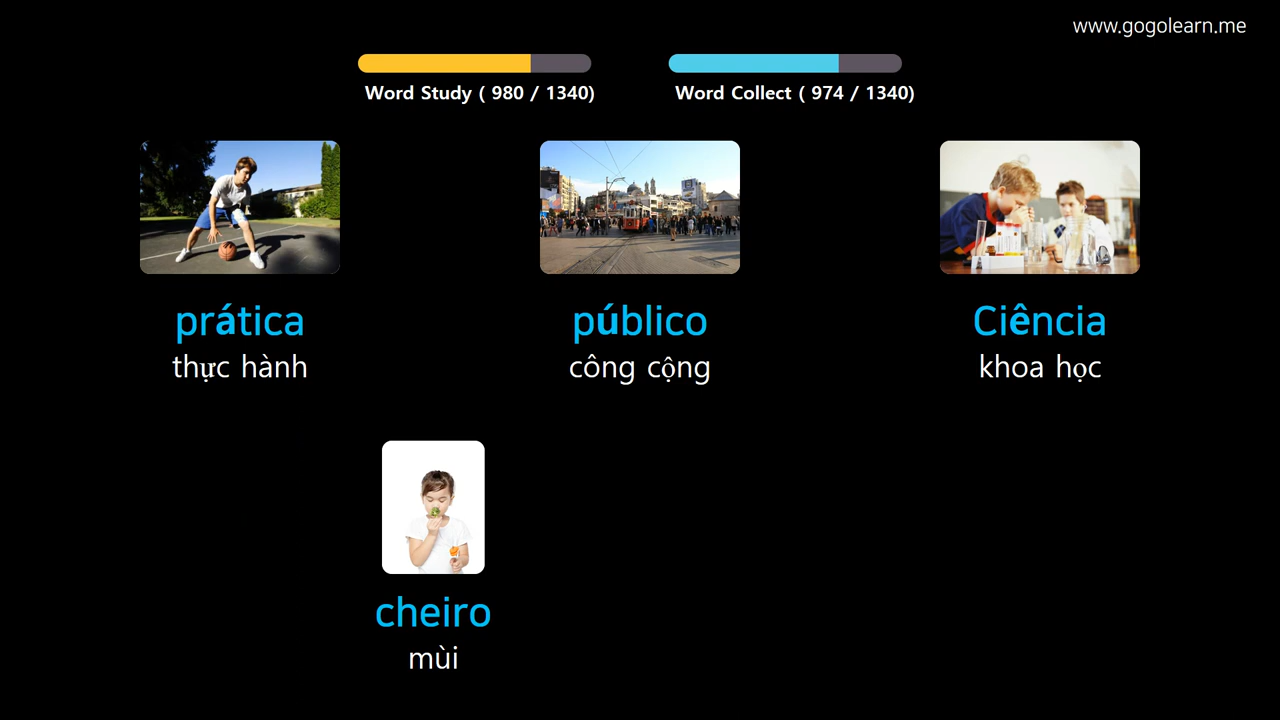 www.gogolearn.me
Word Study ( 980 / 1340)
Word Collect ( 974 / 1340)
prática
thực hành
público
công cộng
Ciência
khoa học
cheiro
mùi